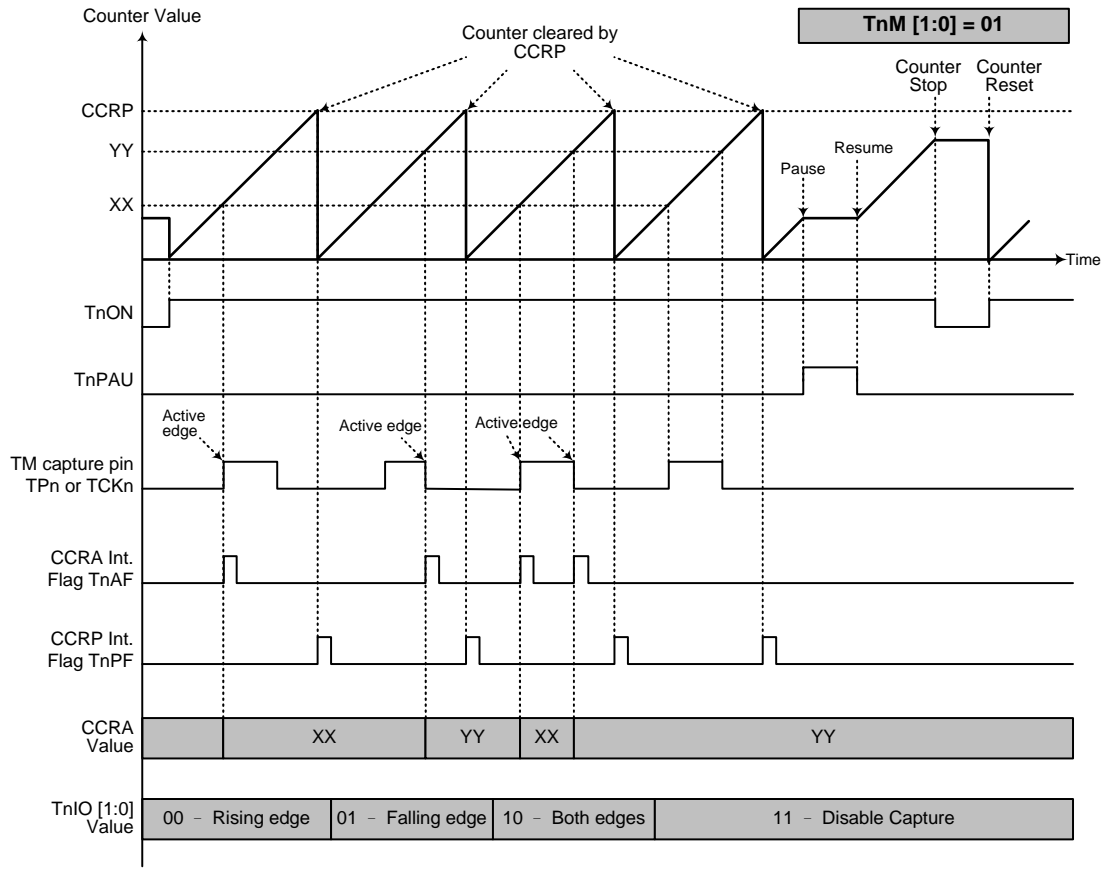 Counter Value
TnM [1:0] = 01
Counter cleared by
CCRP
Counter
Stop
Counter
Reset
CCRP
YY
XX
Pause
Resume
Time
TnON
TnPAU
Active
edge
Active edge
Active edge
TM capture pin
TPn or TCKn
CCRA Int.
Flag TnAF
CCRP Int.
Flag TnPF
CCRA
Value
XX
YY
XX
YY
TnIO [1:0]
Value
00 – Rising edge
01 – Falling edge
10 – Both edges
11 – Disable Capture